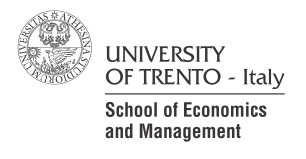 UNIVERSITY
OF TRENTO - Italy
School of Economics
and Management